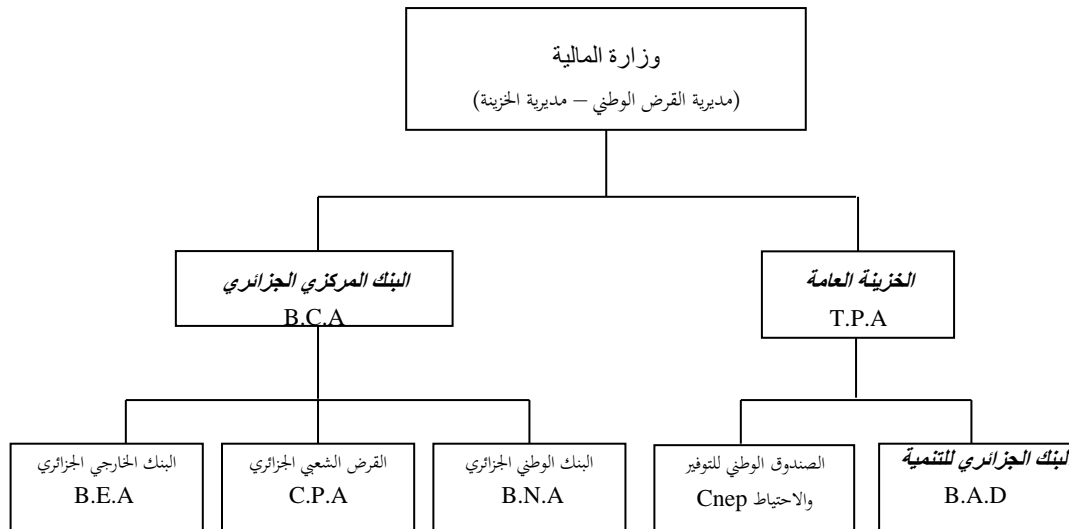 وزارة المالية
(مديرية القرض الوطني – مديرية الخزينة)
الخزينة العامة
T.P.A
البنك المركزي الجزائري
B.C.A
البنك الجزائري للتنمية
B.A.D
الصندوق الوطني للتوفير
والاحتياط Cnep
البنك الوطني الجزائري
B.N.A
القرض الشعبي الجزائري
C.P.A
البنك الخارجي الجزائري
B.E.A